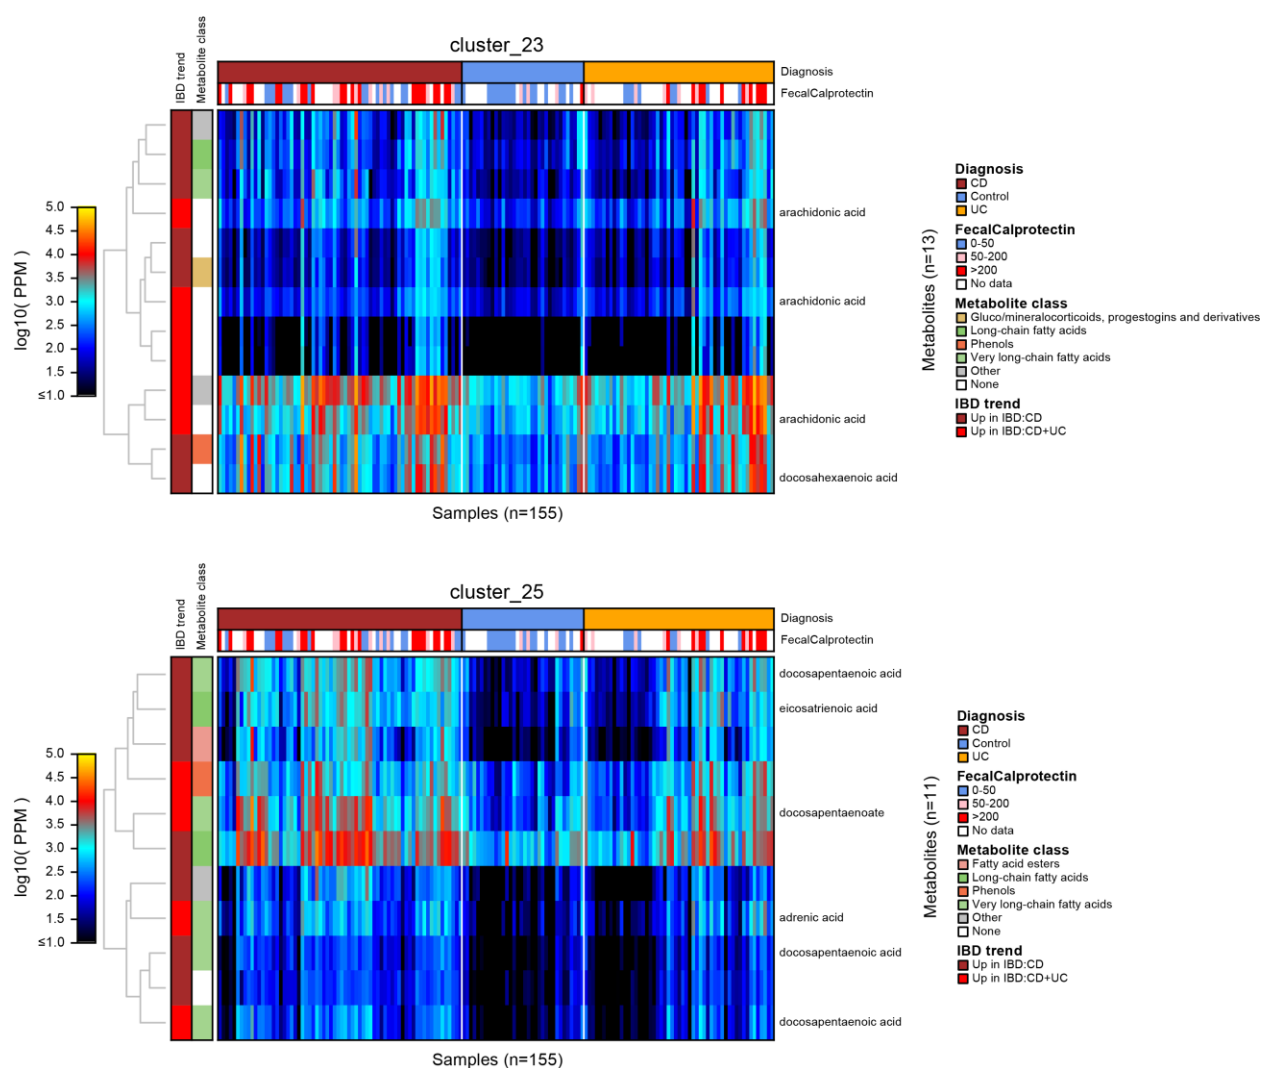 cluster_23
IBD trend
Metabolite class
Diagnosis
FecalCalprotectin
log10( PPM )
5.0
4.5
4.0
3.5
3.0
2.5
2.0
1.5
≤1.0
arachidonic acid
arachidonic acid
arachidonic acid
docosahexaenoic acid
Samples (n=155)
Metabolites (n=13)
Diagnosis
CD
Control
UC
FecalCalprotectin
0-50
50-200
>200
No data
Metabolite class
Gluco/mineralocorticoids, progestogins and derivatives
Long-chain fatty acids
Phenols
Very long-chain fatty acids
Other
None
IBD trend
Up in IBD:CD
Up in IBD:CD+UC
cluster_25
IBD trend
Metabolite class
Diagnosis
FecalCalprotectin
log10( PPM )
5.0
4.5
4.0
3.5
3.0
2.5
2.0
1.5
≤1.0
docosapentaenoic acid
eicosatrienoic acid
docosapentaenoate
adrenic acid
docosapentaenoic acid
docosapentaenoic acid
Samples (n=155)
Metabolites (n=11)
Diagnosis
CD
Control
UC
FecalCalprotectin
0-50
50-200
>200
No data
Metabolite class
Fatty acid esters
Long-chain fatty acids
Phenols
Very long-chain fatty acids
Other
None
IBD trend
Up in IBD:CD
Up in IBD:CD+UC